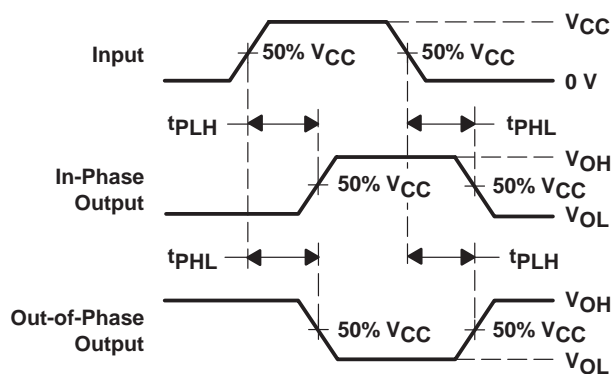 VCC
Input
50% VCC
50% VCC
0 V
tPLH
tPHL
In-Phase
Output
VOH
50% VCC
50% VCC
VOL
tPHL
tPLH
Out-of-Phase
Output
VOH
50% VCC
50% VCC
VOL